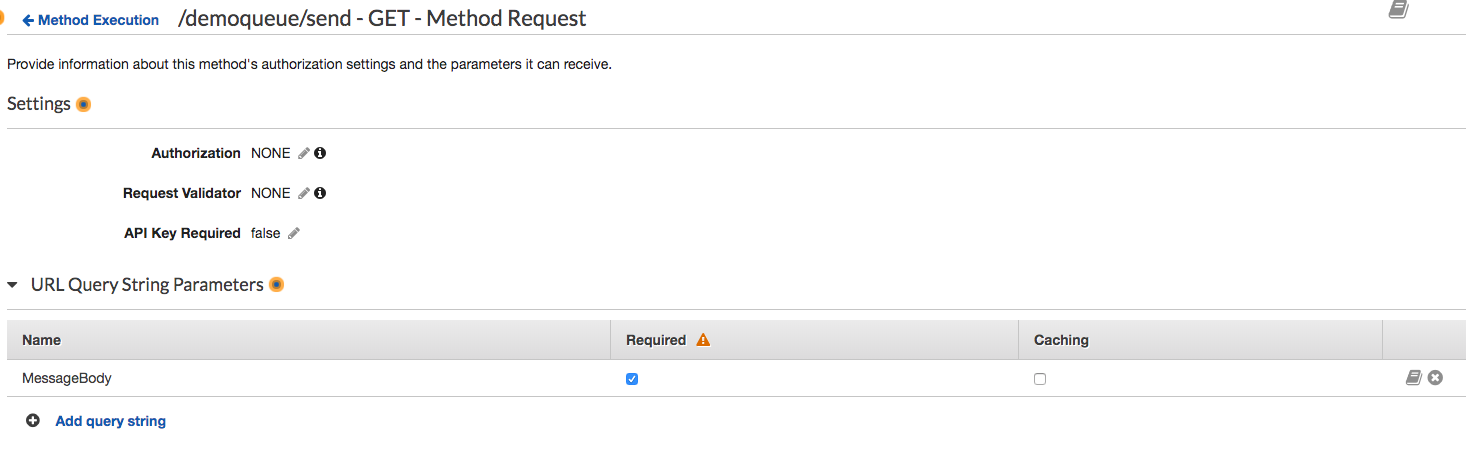 Method Execution /demoqueue/send - GET - Method Request
Provide information about this method's authorization settings and the parameters it can receive.
Settings
Authorization NONE
Request Validator NONE
API Key Required false
URL Query String Parameters
Name Required Caching
MessageBody
Add query string